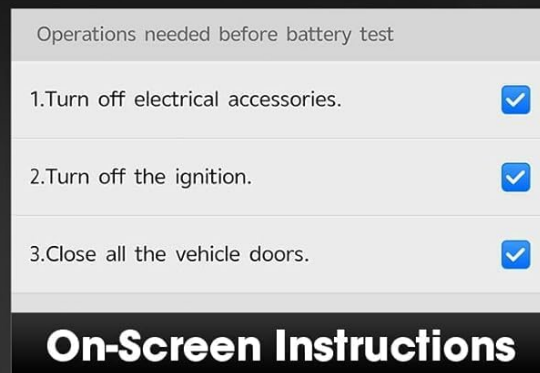 Operations needed before battery test
1.Turn off electrical accessories.
2.Turn off the ignition.
3.Close all the vehicle doors.
On-Screen Instructions